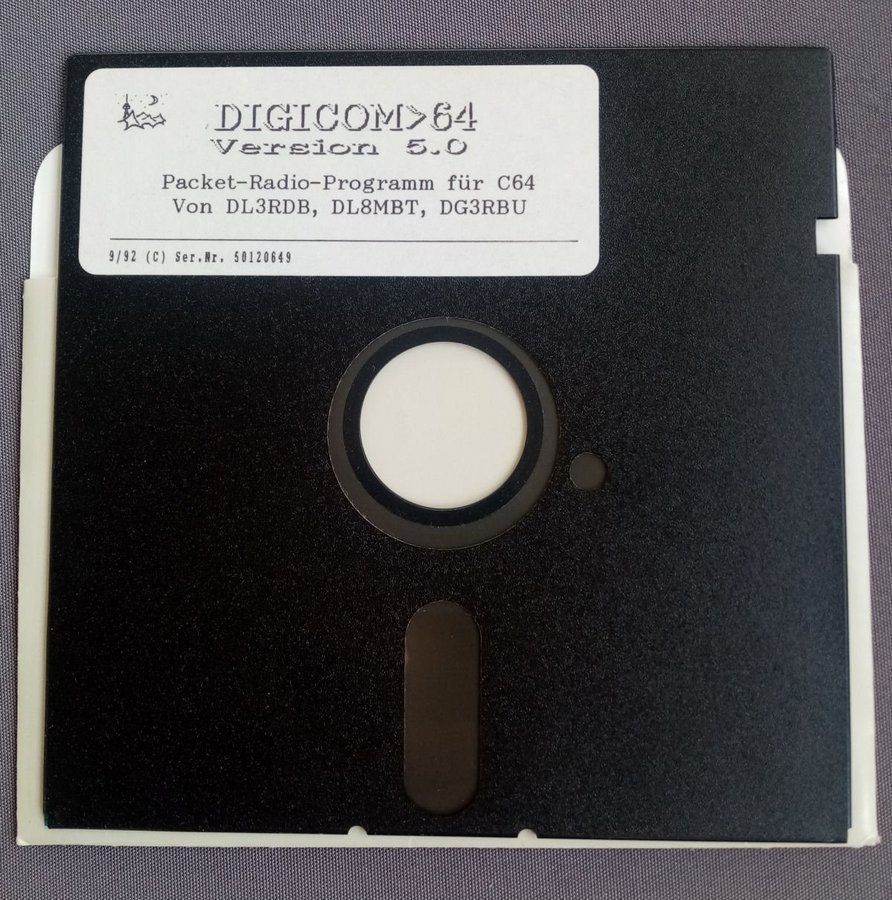 DIGICOM>64
Version 5.0
Packet-Radio-Programm für C64
Von DL3RDB, DL8MBT, DG3RBU
9/92 (C) Ser.Nr. 50120649